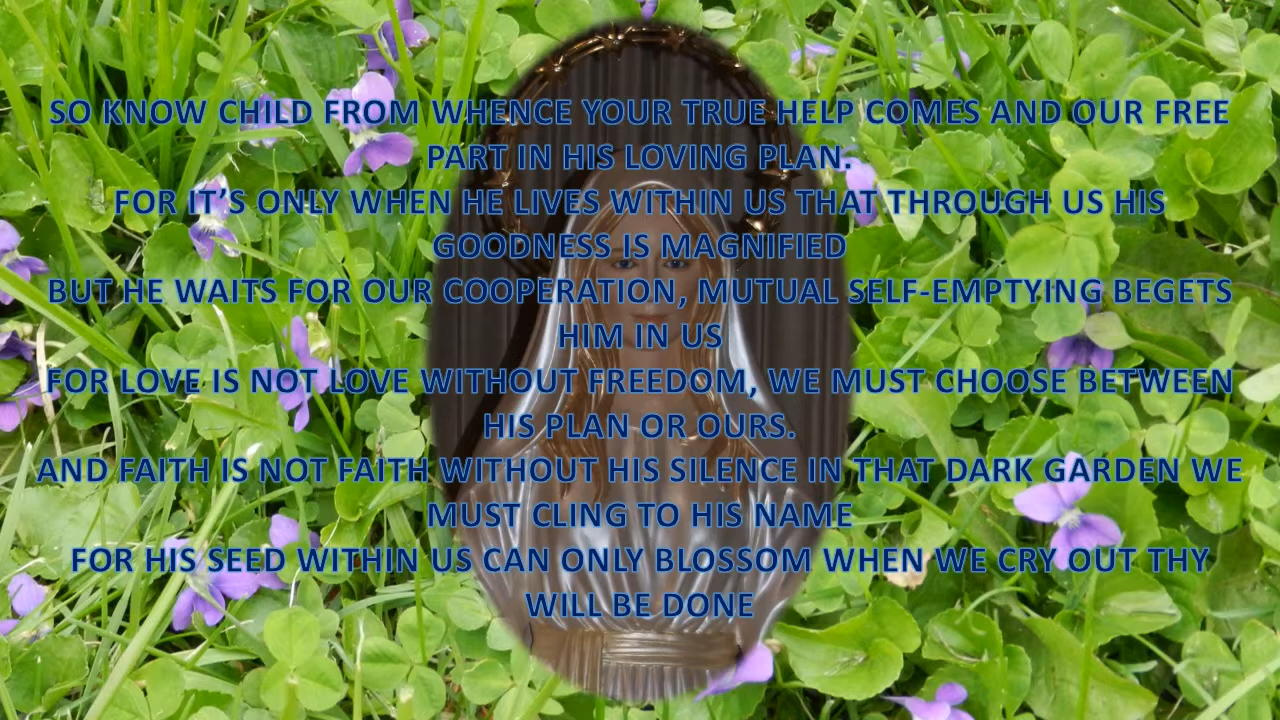 SO KNOW CHILD FROM WHENCE YOUR TRUE HELP COMES AND OUR FREE
PART IN HIS LOVING PLAN.
FOR IT’S ONLY WHEN HE LIVES WITHIN US THAT THROUGH US HIS
GOODNESS IS MAGNIFIED
BUT HE WAITS FOR OUR COOPERATION, MUTUAL SELF-EMPTYING BEGETS
HIM IN US
FOR LOVE IS NOT LOVE WITHOUT FREEDOM, WE MUST CHOOSE BETWEEN
HIS PLAN OR OURS.
AND FAITH IS NOT FAITH WITHOUT HIS SILENCE IN THAT DARK GARDEN WE
MUST CLING TO HIS NAME
FOR HIS SEED WITHIN US CAN ONLY BLOSSOM WHEN WE CRY OUT THY
WILL BE DONE